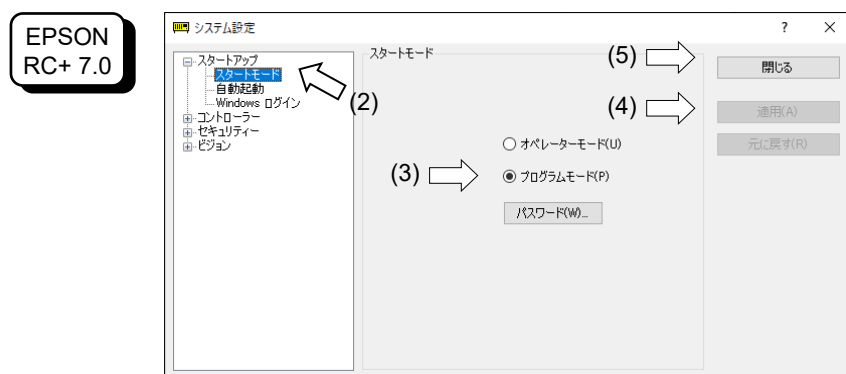 EPSON
RC+ 7.0
システム設定
? ×
スタートアップ
スタートモード
自動起動
Windows ログイン
コントローラー
セキュリティー
ビジョン
(2)
スタートモード
オペレーターモード(U)
(3)
プログラムモード(P)
パスワード(W)...
(5)
閉じる
(4)
適用(A)
元に戻す(R)